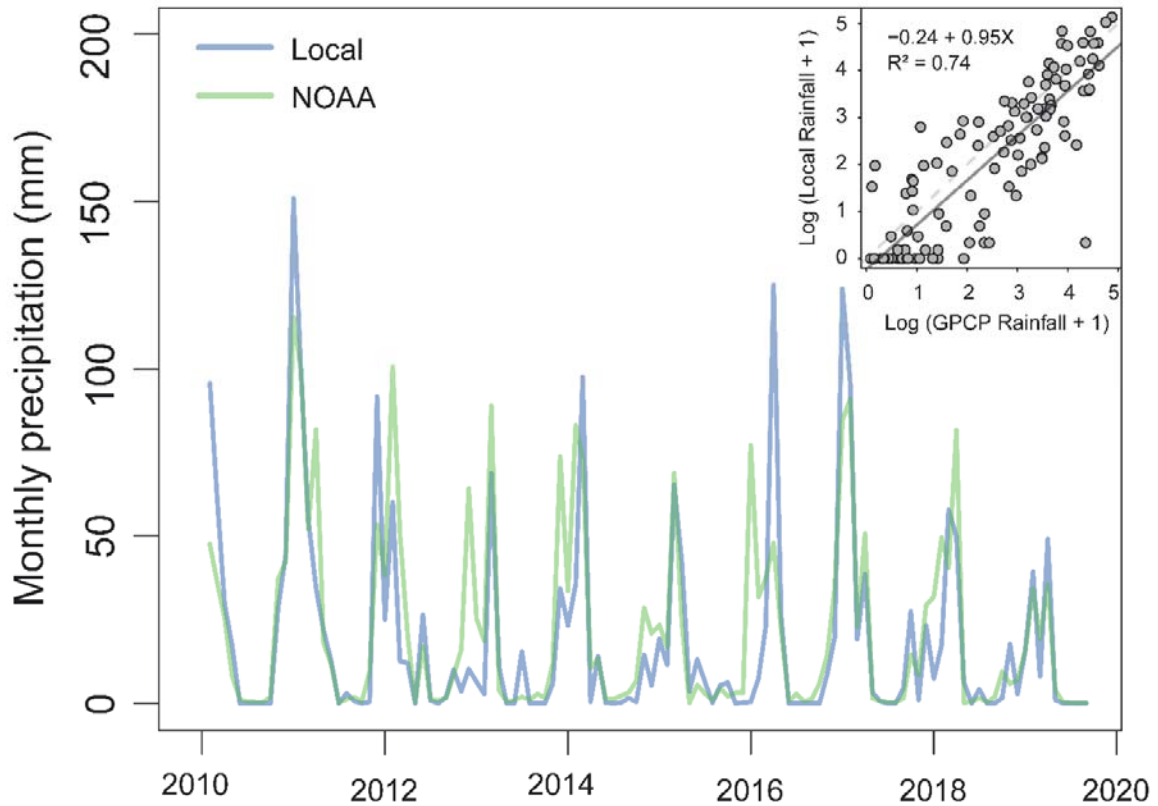 Monthly precipitation (mm)
200
150
100
50
0
Local
NOAA
2010
2012
2014
2016
2018
2020
−0.24 + 0.95X
R² = 0.74
Log (Local Rainfall + 1)
5
4
3
2
1
0
0 1 2 3 4 5
Log (GPCP Rainfall + 1)